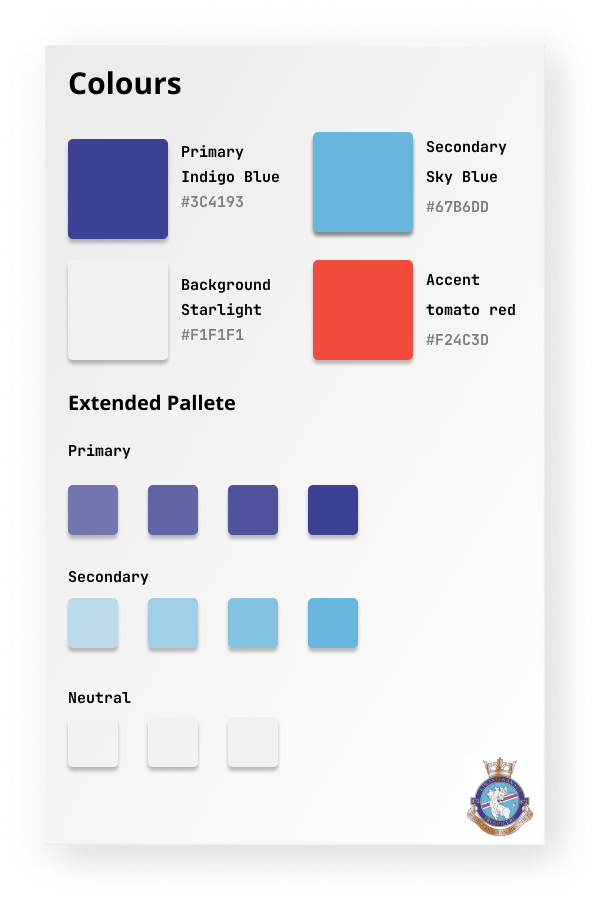 Colours
Primary
Indigo Blue
#3C4193
Secondary
Sky Blue
#67B6DD
Background
Starlight
#F1F1F1
Accent
tomato red
#F24C3D
Extended Pallete
Primary
Secondary
Neutral